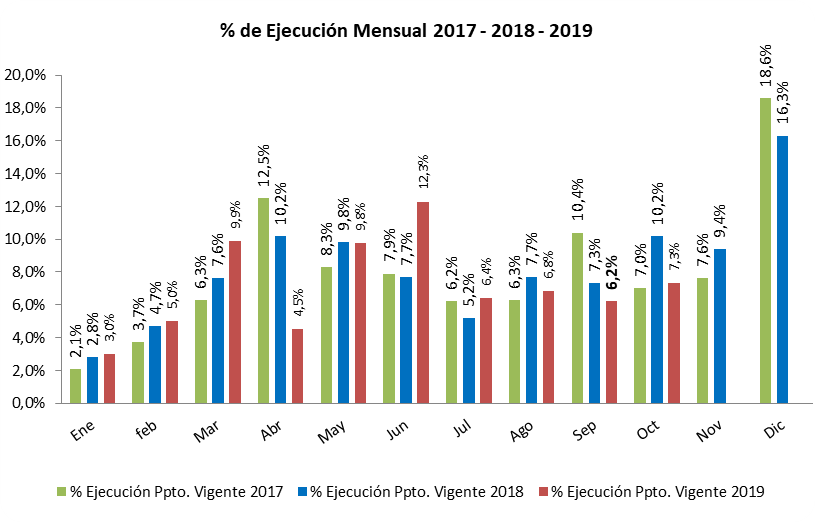 % de Ejecución Mensual 2017 - 2018 - 2019
20,0%
18,0%
16,0%
14,0%
12,0%
10,0%
8,0%
6,0%
4,0%
2,0%
0,0%
2,1%
2,8%
3,0%
3,7%
4,7%
5,0%
6,3%
7,6%
9,9%
12,5%
10,2%
4,5%
8,3%
9,8%
9,8%
7,9%
7,7%
12,3%
6,2%
5,2%
6,4%
6,3%
7,7%
6,8%
10,4%
7,3%
6,2%
7,0%
10,2%
7,3%
7,6%
9,4%
18,6%
16,3%
Ene
feb
Mar
Abr
May
Jun
Jul
Ago
Sep
Oct
Nov
Dic
% Ejecución Ppto. Vigente 2017
% Ejecución Ppto. Vigente 2018
% Ejecución Ppto. Vigente 2019